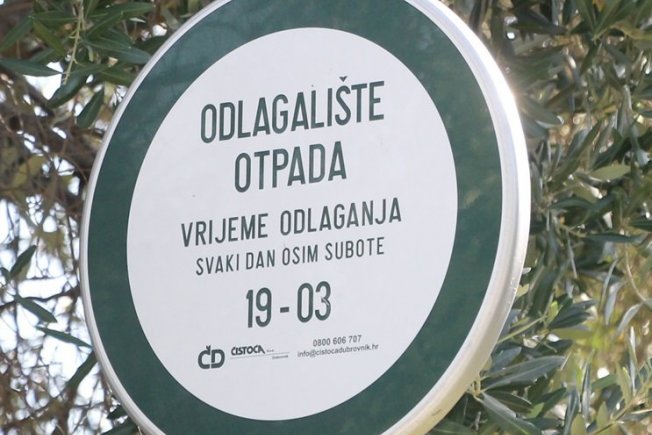 ODLAGALIŠTE
OTPADA
VRIJEME ODLAGANJA
SVAKI DAN OSIM SUBOTE
19 - 03
ČD ČISTOĆA 0800 606 707
info@cistocadubrovnik.hr